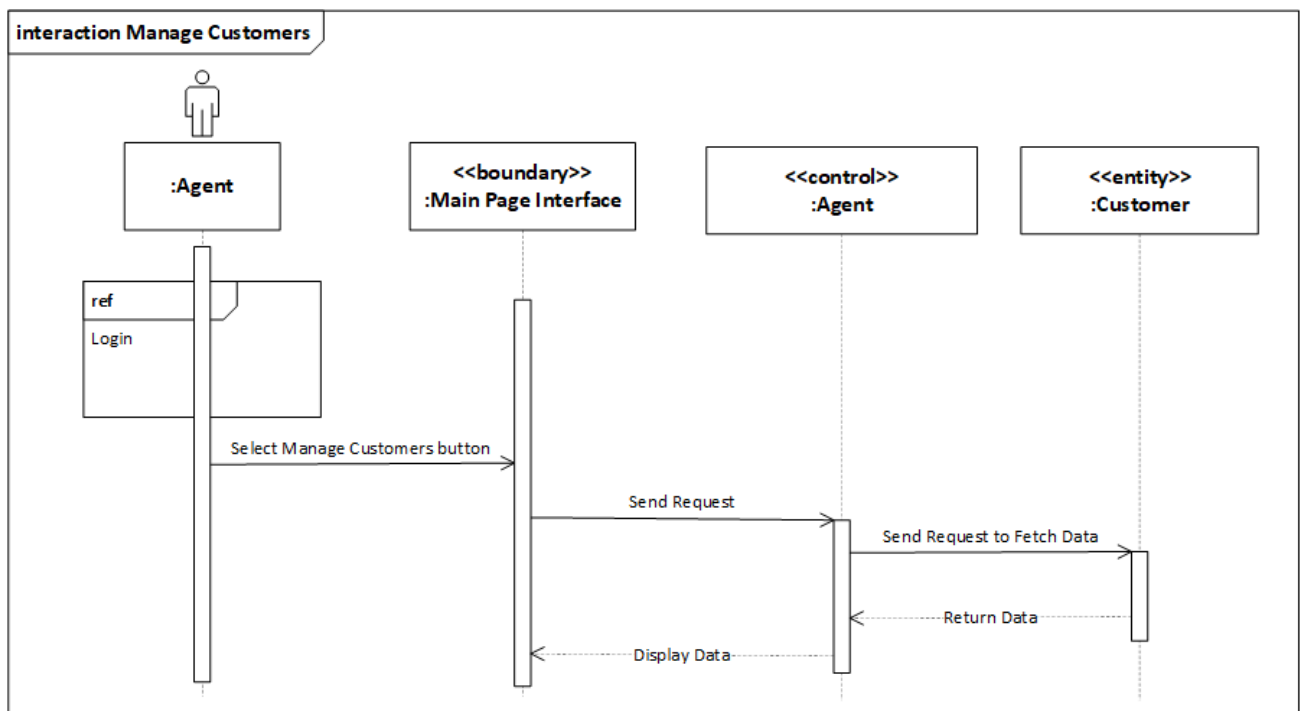 interaction Manage Customers
:Agent
<<boundary>>
:Main Page Interface
<<control>>
:Agent
<<entity>>
:Customer
ref
Login
Select Manage Customers button
Send Request
Send Request to Fetch Data
Return Data
Display Data